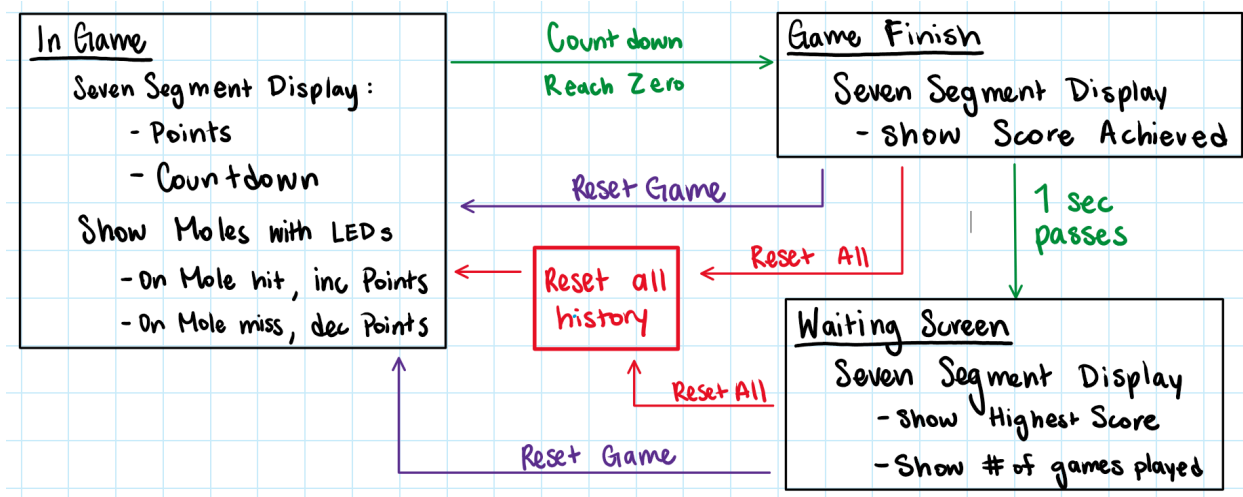 In Game
Seven Segment Display:
- Points
- Countdown
Show Moles with LEDs
- On Mole hit, inc Points
- On Mole miss, dec Points
Countdown
Reach Zero
Game Finish
Seven Segment Display
- Show Score Achieved
Reset Game
Reset All
1 sec
passes
Reset all
history
Waiting Screen
Seven Segment Display
- Show Highest Score
- Show # of games played
Reset All
Reset Game